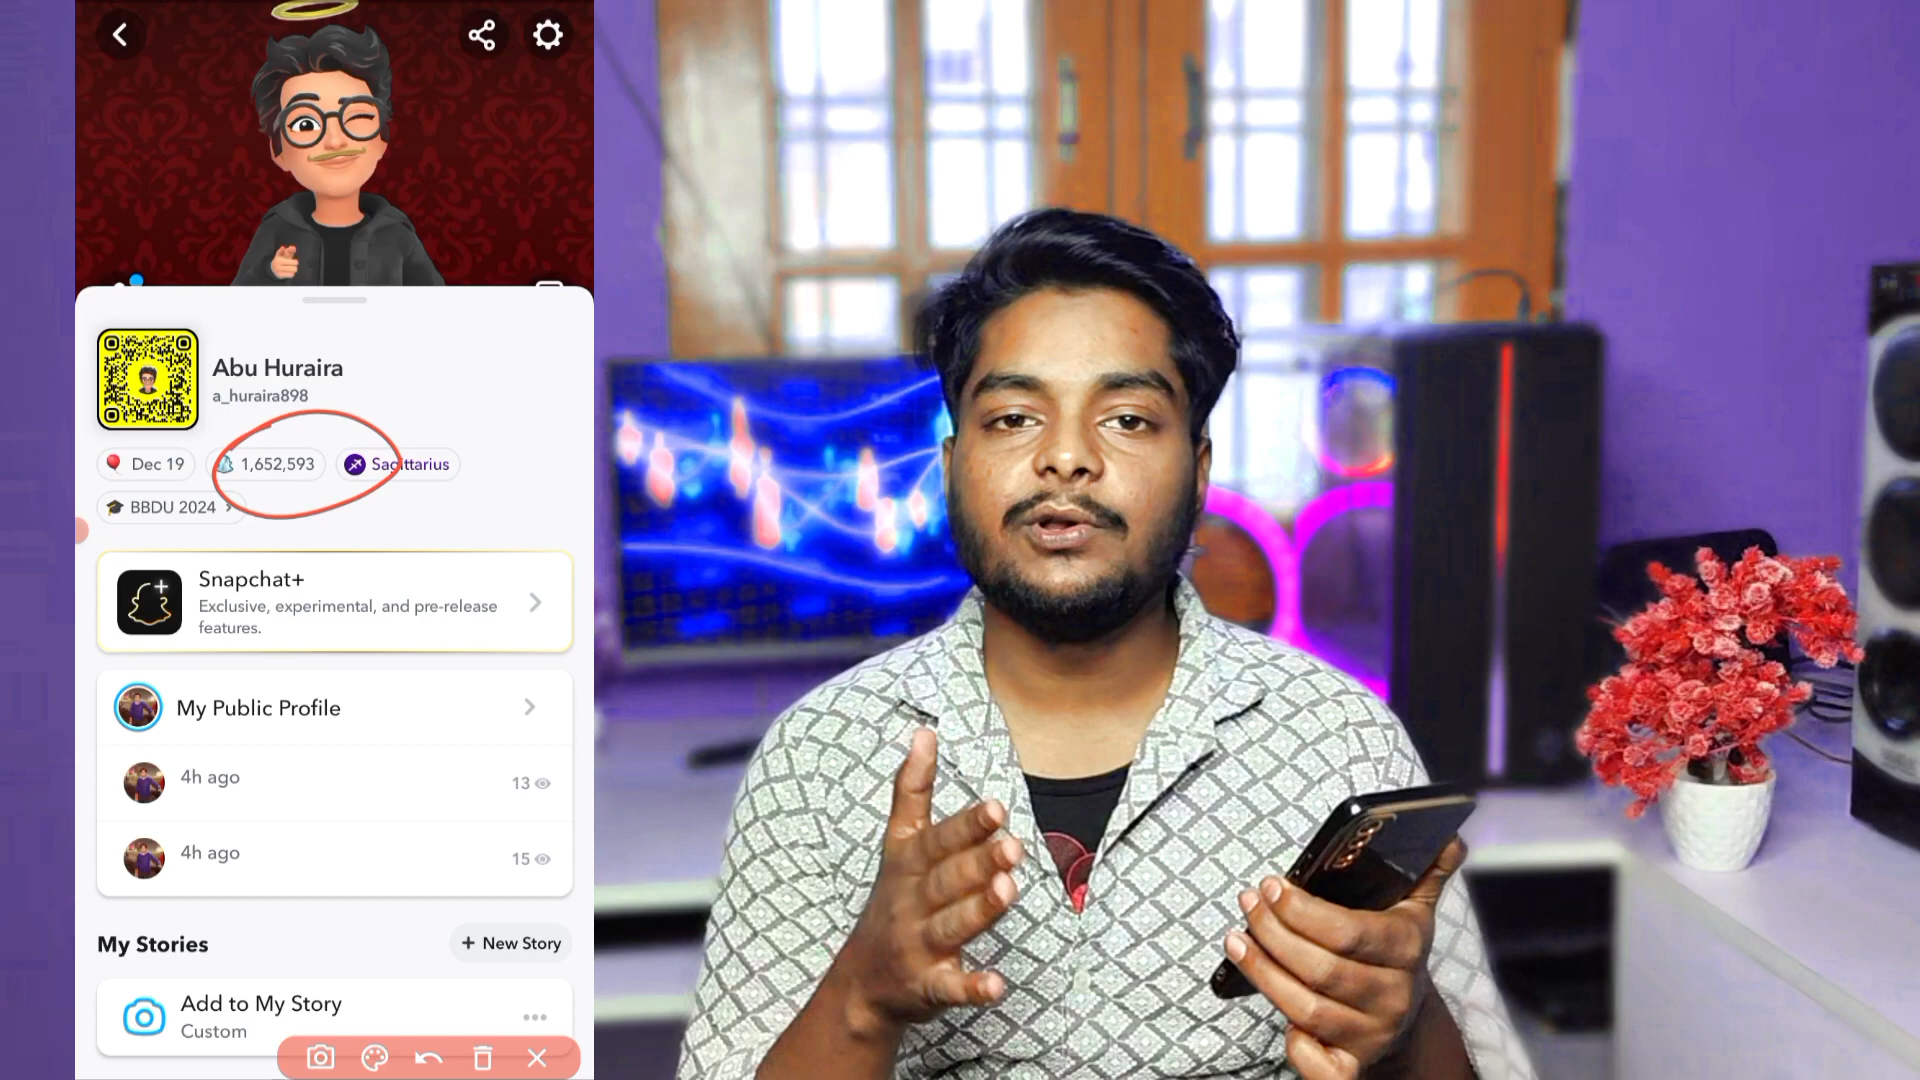 Abu Huraira
a_huraira898
Dec 19
1,652,593
Sagittarius
BBDU 2024
Snapchat+
Exclusive, experimental, and pre-release
features.
My Public Profile
4h ago
13
4h ago
15
My Stories
+ New Story
Add to My Story
Custom